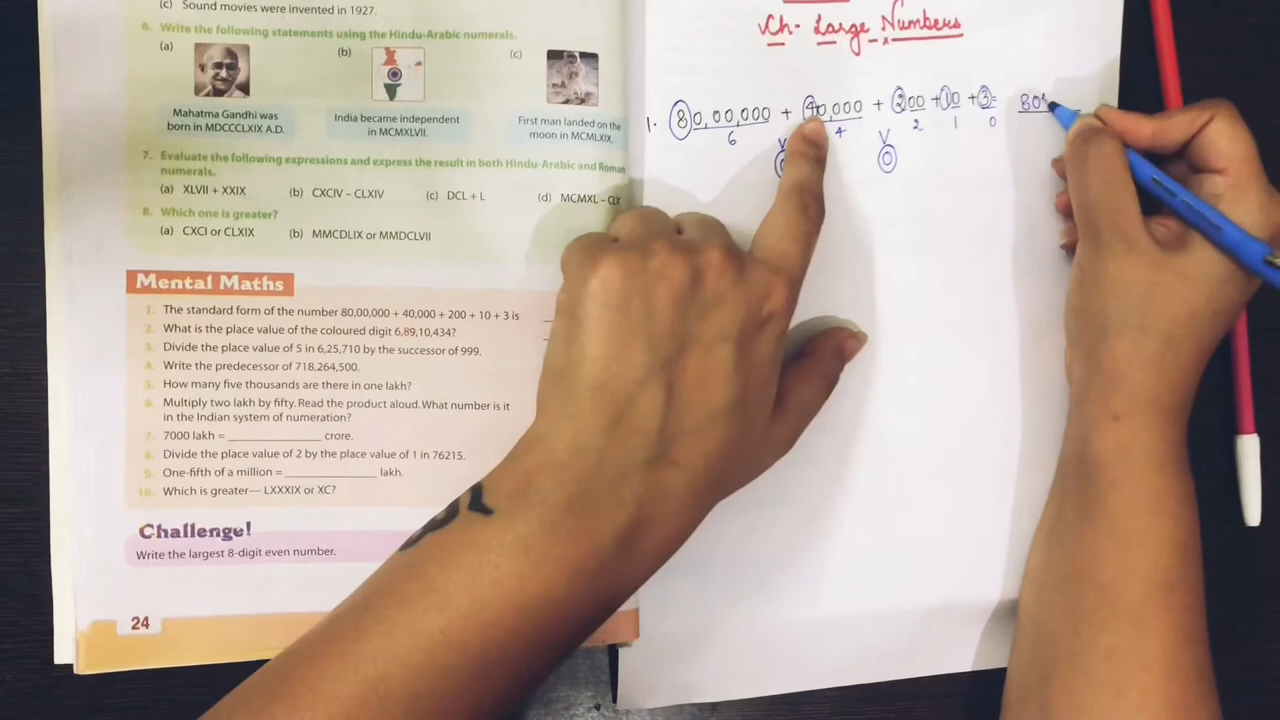 (c) Sound movies were invented in 1927.
6. Write the following statements using the Hindu-Arabic numerals.
(a) (b) (c)
Mahatma Gandhi was born in MDCCCLXIX A.D.
India became independent in MCMXLVII.
First man landed on the moon in MCMLXIX.
7. Evaluate the following expressions and express the result in both Hindu-Arabic and Roman
numerals.
(a) XLVII + XXIX (b) CXCIV – CLXIV (c) DCL + L (d) MCMXL – CLX
8. Which one is greater?
(a) CXCI or CLXIX (b) MMCDLIX or MMDCLVII
Mental Maths
1. The standard form of the number 80,00,000 + 40,000 + 200 + 10 + 3 is
2. What is the place value of the coloured digit 6,89,10,434?
3. Divide the place value of 5 in 6,25,710 by the successor of 999.
4. Write the predecessor of 718,264,500.
5. How many five thousands are there in one lakh?
6. Multiply two lakh by fifty. Read the product aloud. What number is it
in the Indian system of numeration?
7. 7000 lakh = ____________ crore.
8. Divide the place value of 2 by the place value of 1 in 76215.
9. One-fifth of a million = ____________ lakh.
10. Which is greater— LXXXIX or XC?
Challenge!
Write the largest 8-digit even number.
24
Ch- Large Numbers
1. 80,00,000 + 40,000 + 200 + 10 + 3 = 80
6 4 2 1 0
0